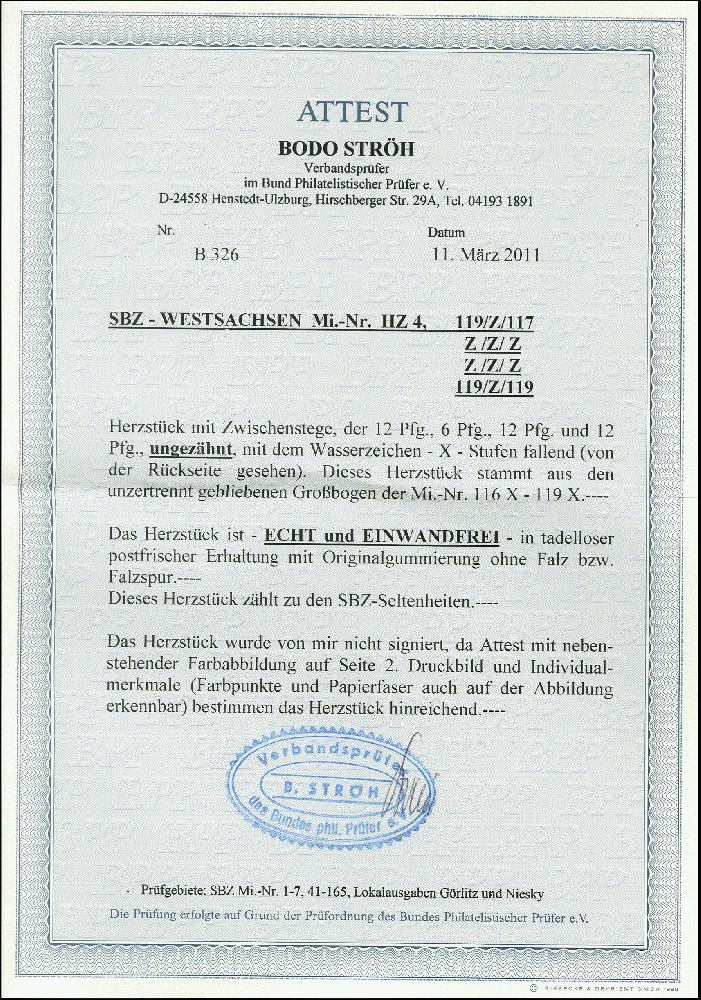 ATTEST
BODO STRÖH
Verbandsprüfer
im Bund Philatelistischer Prüfer e. V.
D-24558 Henstedt-Ulzburg, Hirschberger Str. 29A, Tel. 04193 1891
Nr. Datum
B 326 11. März 2011
SBZ - WESTSACHSEN Mi.-Nr. HZ 4, 119/Z/117
Z /Z/ Z
Z /Z/ Z
119/Z/119
Herzstück mit Zwischenstege, der 12 Pfg., 6 Pfg., 12 Pfg. und 12
Pfg., ungezähnt, mit dem Wasserzeichen - X - Stufen fallend (von
der Rückseite gesehen). Dieses Herzstück stammt aus den
unzertrennt gebliebenen Großbogen der Mi.-Nr. 116 X - 119 X.----
Das Herzstück ist - ECHT und EINWANDFREI - in tadelloser
postfrischer Erhaltung mit Originalgummierung ohne Falz bzw.
Falzspur.----
Dieses Herzstück zählt zu den SBZ-Seltenheiten.----
Das Herzstück wurde von mir nicht signiert, da Attest mit neben-
stehender Farbabbildung auf Seite 2. Druckbild und Individual-
merkmale (Farbpunkte und Papierfaser auch auf der Abbildung
erkennbar) bestimmen das Herzstück hinreichend.----
Verbandsprüfer
B. STRÖH
des Bundes phil. Prüfer e.
Prüfgebiete: SBZ Mi.-Nr. 1-7, 41-165, Lokalausgaben Görlitz und Niesky
Die Prüfung erfolgte auf Grund der Prüfordnung des Bundes Philatelistischer Prüfer e.V.
© GIESECKE & DEVRIENT GMBH